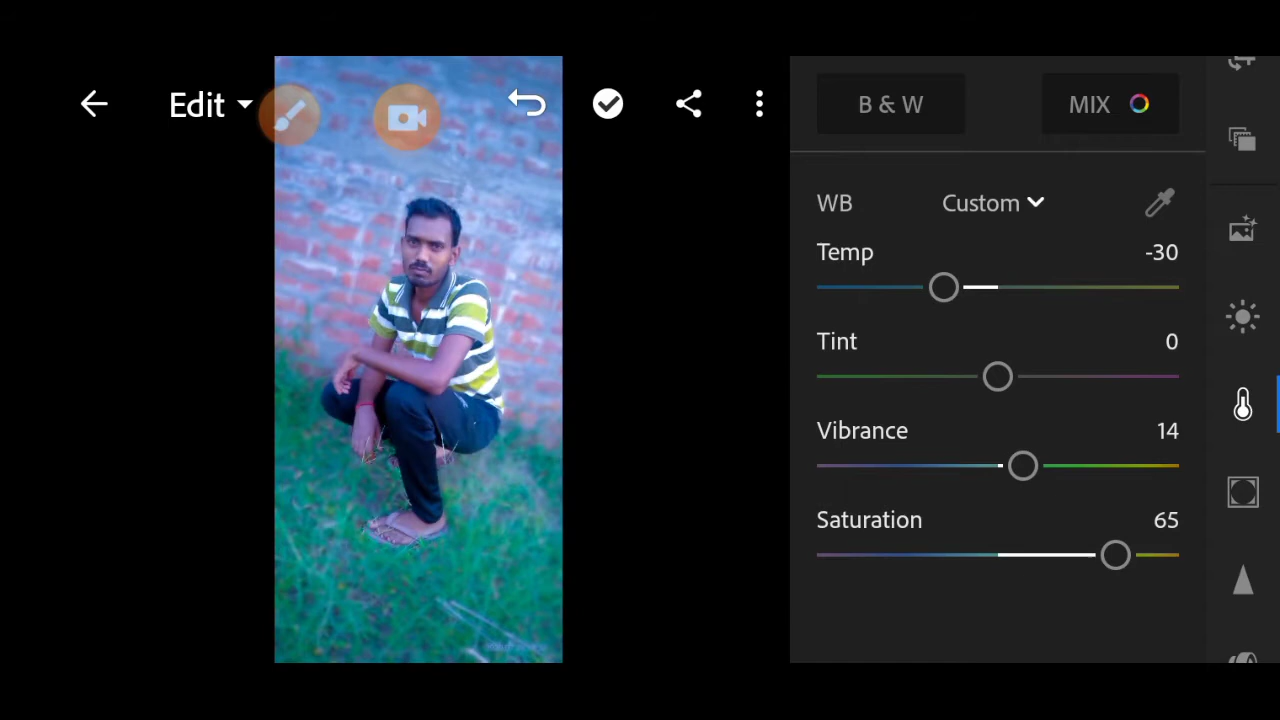 Edit
B & W
MIX
WB
Custom
Temp
-30
Tint
0
Vibrance
14
Saturation
65